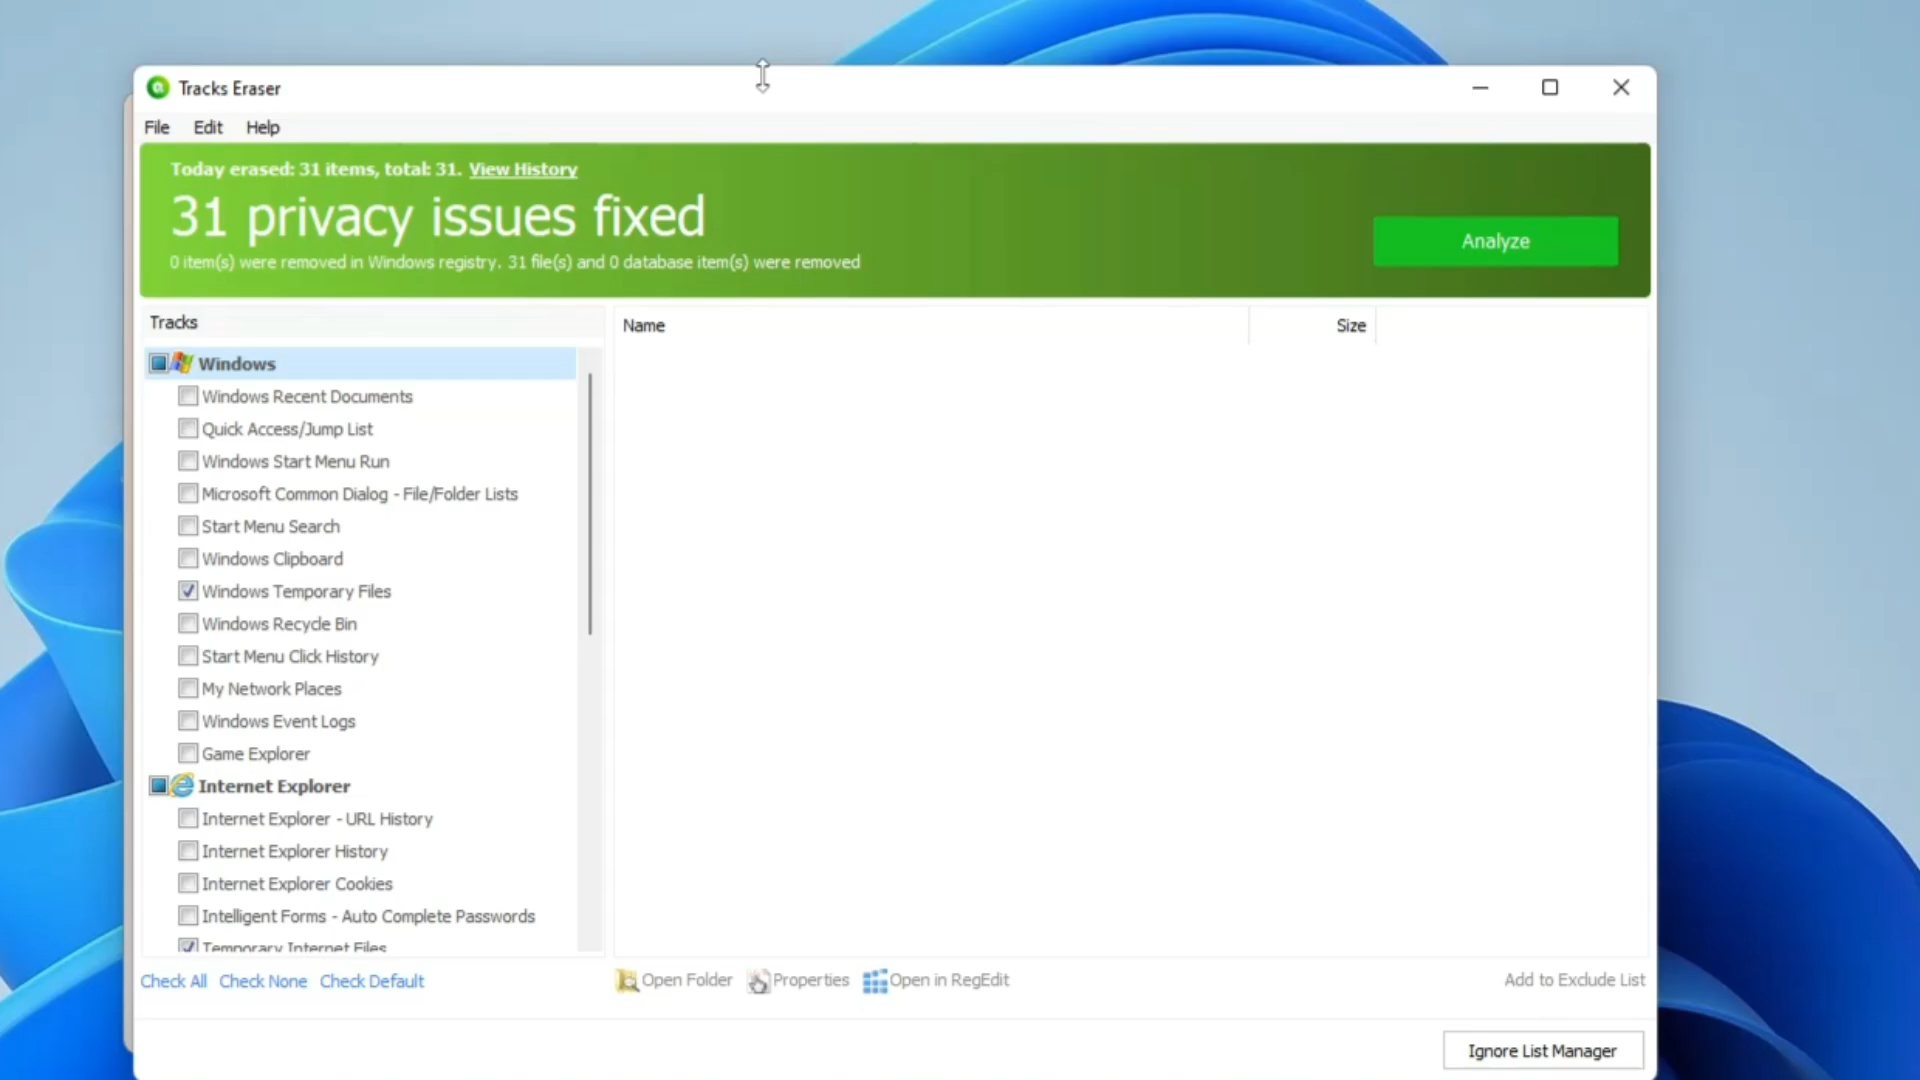 Tracks Eraser
File Edit Help
Today erased: 31 items, total: 31. View History
31 privacy issues fixed
0 item(s) were removed in Windows registry. 31 file(s) and 0 database item(s) were removed
Analyze
Tracks
Name Size
Windows
Windows Recent Documents
Quick Access/Jump List
Windows Start Menu Run
Microsoft Common Dialog - File/Folder Lists
Start Menu Search
Windows Clipboard
Windows Temporary Files
Windows Recycle Bin
Start Menu Click History
My Network Places
Windows Event Logs
Game Explorer
Internet Explorer
Internet Explorer - URL History
Internet Explorer History
Internet Explorer Cookies
Intelligent Forms - Auto Complete Passwords
Temporary Internet Files
Check All Check None Check Default
Open Folder Properties Open in RegEdit Add to Exclude List
Ignore List Manager